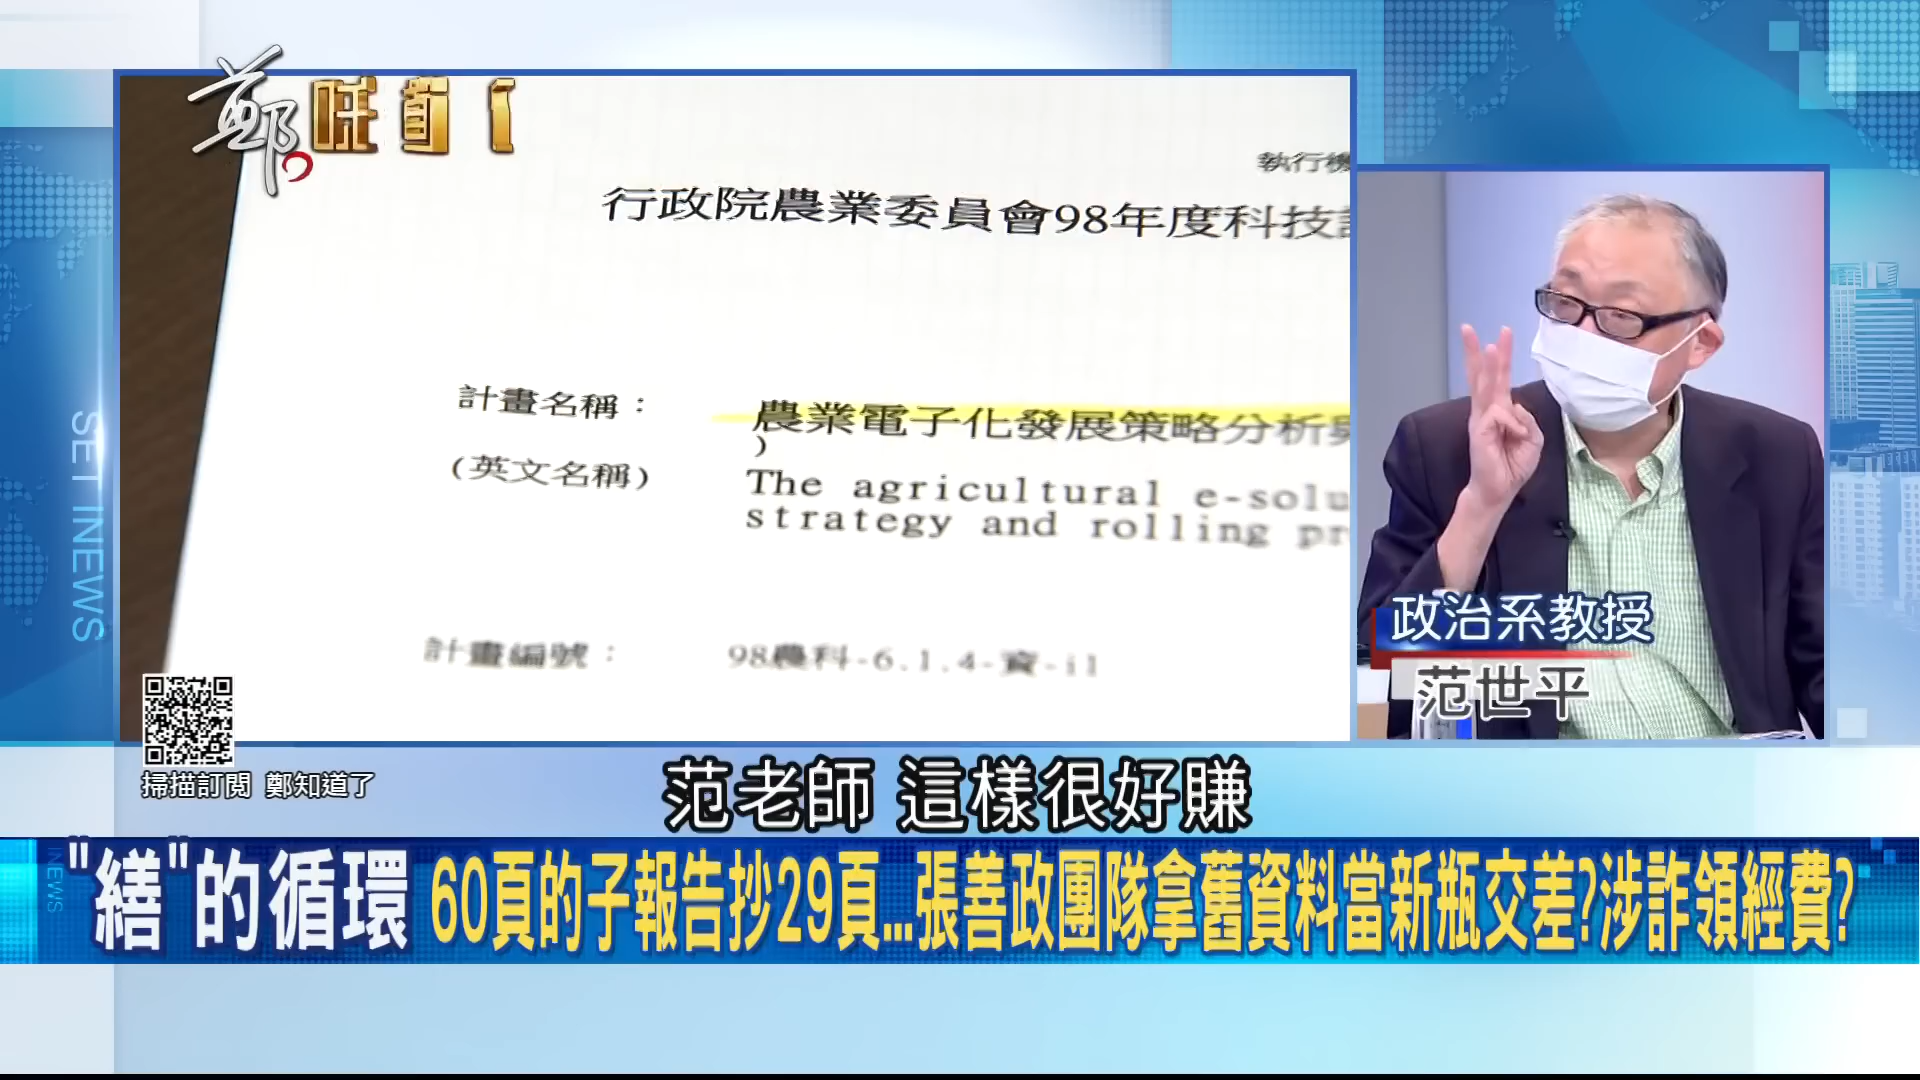 鄭
執行機
行政院農業委員會98年度科技計
計畫名稱：
農業電子化發展策略分析與
)
(英文名稱)
The agricultural e-solu
strategy and rolling pr
計畫編號：
98農科-6.1.4-資-i1
SET INEWS
政治系教授
范世平
掃描訂閱 鄭知道了
范老師 這樣很好賺
INEWS
"繕"的循環
60頁的子報告抄29頁...張善政團隊拿舊資料當新瓶交差?涉詐領經費?